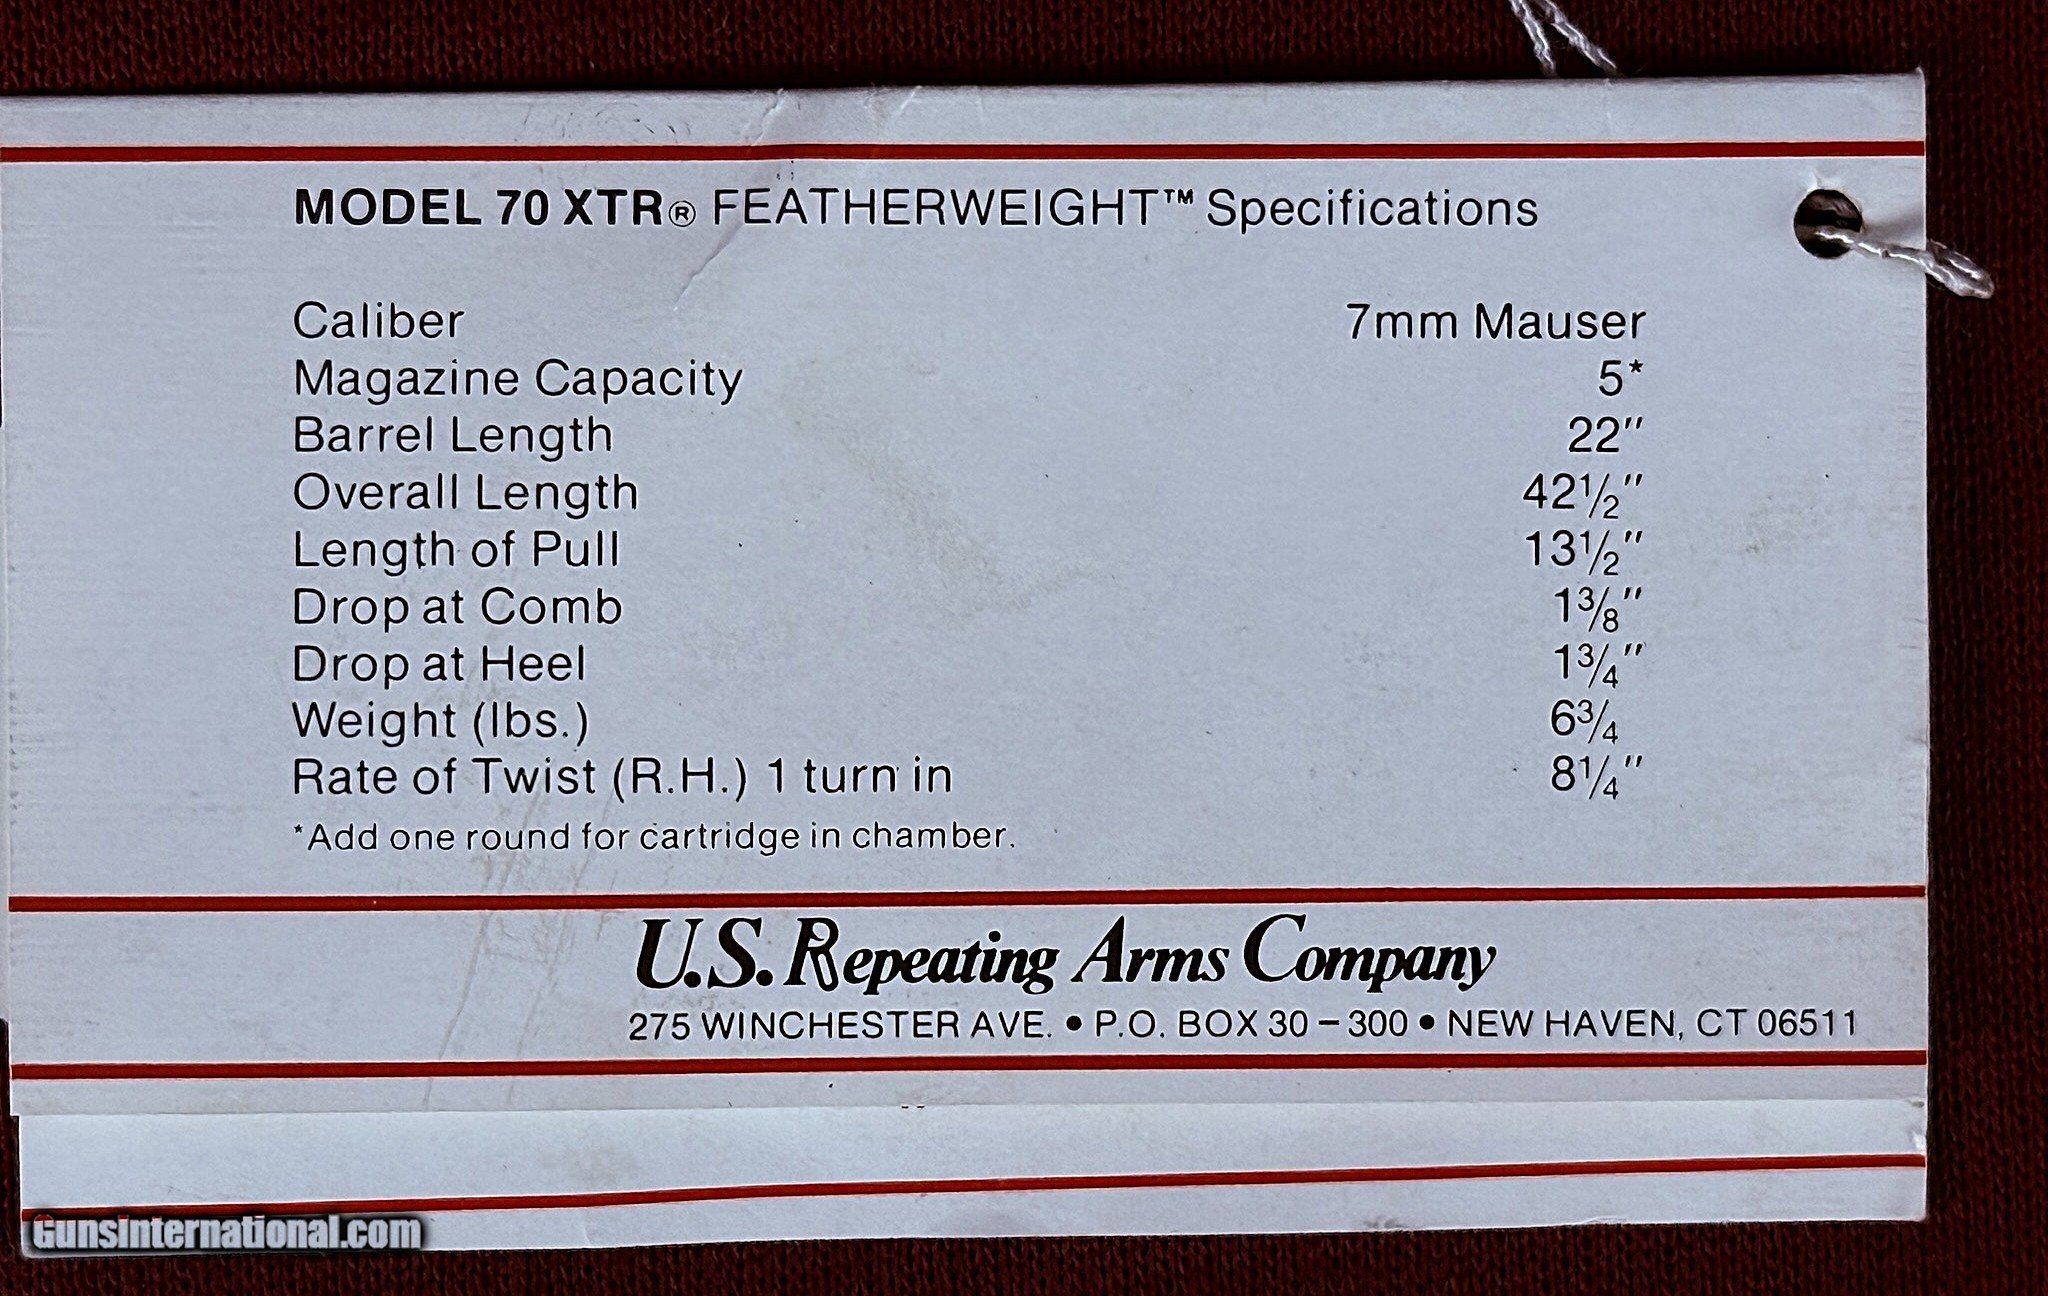 MODEL 70 XTR® FEATHERWEIGHT™ Specifications
Caliber 7mm Mauser
Magazine Capacity 5*
Barrel Length 22"
Overall Length 42½"
Length of Pull 13½"
Drop at Comb 1⅜"
Drop at Heel 1¾"
Weight (lbs.) 6¾
Rate of Twist (R.H.) 1 turn in 8¼"
*Add one round for cartridge in chamber.
U.S. Repeating Arms Company
275 WINCHESTER AVE. • P.O. BOX 30 – 300 • NEW HAVEN, CT 06511
Gunsinternational.com